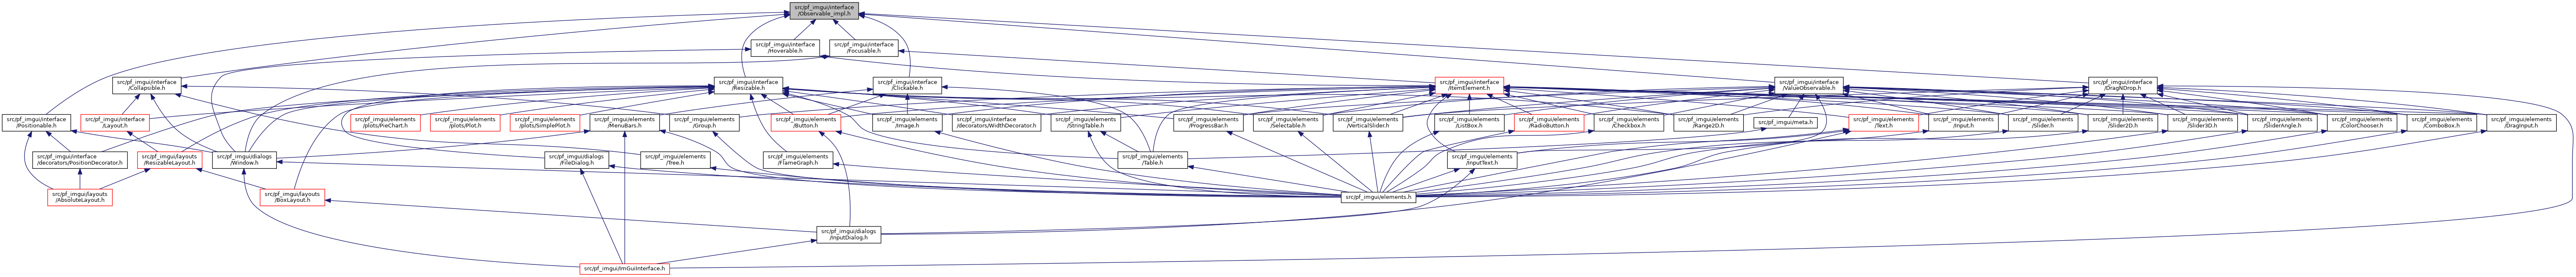 src/pf_imgui/interface
/Observable_impl.h
src/pf_imgui/interface
/Hoverable.h
src/pf_imgui/interface
/Focusable.h
src/pf_imgui/interface
/Collapsible.h
src/pf_imgui/interface
/Resizable.h
src/pf_imgui/interface
/Clickable.h
src/pf_imgui/interface
/ItemElement.h
src/pf_imgui/interface
/ValueObservable.h
src/pf_imgui/interface
/DragNDrop.h
src/pf_imgui/interface
/Positionable.h
src/pf_imgui/interface
/Layout.h
src/pf_imgui/elements
/plots/PieChart.h
src/pf_imgui/elements
/plots/Plot.h
src/pf_imgui/elements
/plots/SimplePlot.h
src/pf_imgui/elements
/MenuBars.h
src/pf_imgui/elements
/Group.h
src/pf_imgui/elements
/Button.h
src/pf_imgui/elements
/Image.h
src/pf_imgui/interface
/decorators/WidthDecorator.h
src/pf_imgui/elements
/StringTable.h
src/pf_imgui/elements
/ProgressBar.h
src/pf_imgui/elements
/Selectable.h
src/pf_imgui/elements
/VerticalSlider.h
src/pf_imgui/elements
/ListBox.h
src/pf_imgui/elements
/RadioButton.h
src/pf_imgui/elements
/Checkbox.h
src/pf_imgui/elements
/Range2D.h
src/pf_imgui/meta.h
src/pf_imgui/elements
/Text.h
src/pf_imgui/elements
/Input.h
src/pf_imgui/elements
/Slider.h
src/pf_imgui/elements
/Slider2D.h
src/pf_imgui/elements
/Slider3D.h
src/pf_imgui/elements
/SliderAngle.h
src/pf_imgui/elements
/ColorChooser.h
src/pf_imgui/elements
/ComboBox.h
src/pf_imgui/elements
/DragInput.h
src/pf_imgui/interface
/decorators/PositionDecorator.h
src/pf_imgui/layouts
/ResizableLayout.h
src/pf_imgui/dialogs
/Window.h
src/pf_imgui/dialogs
/FileDialog.h
src/pf_imgui/elements
/Tree.h
src/pf_imgui/elements
/FlameGraph.h
src/pf_imgui/elements
/Table.h
src/pf_imgui/elements
/InputText.h
src/pf_imgui/layouts
/AbsoluteLayout.h
src/pf_imgui/layouts
/BoxLayout.h
src/pf_imgui/elements.h
src/pf_imgui/dialogs
/InputDialog.h
src/pf_imgui/ImGuiInterface.h